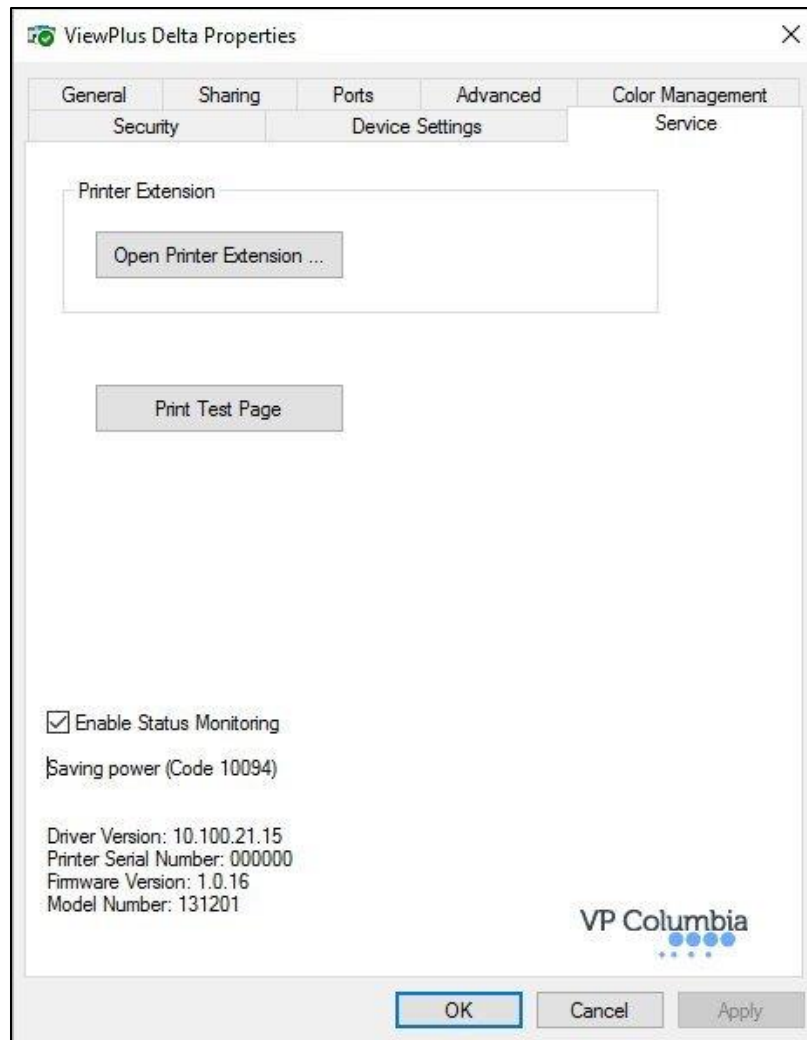 ViewPlus Delta Properties
General Sharing Ports Advanced Color Management
Security Device Settings Service
Printer Extension
Open Printer Extension ...
Print Test Page
Enable Status Monitoring
Saving power (Code 10094)
Driver Version: 10.100.21.15
Printer Serial Number: 000000
Firmware Version: 1.0.16
Model Number: 131201
VP Columbia
OK Cancel Apply